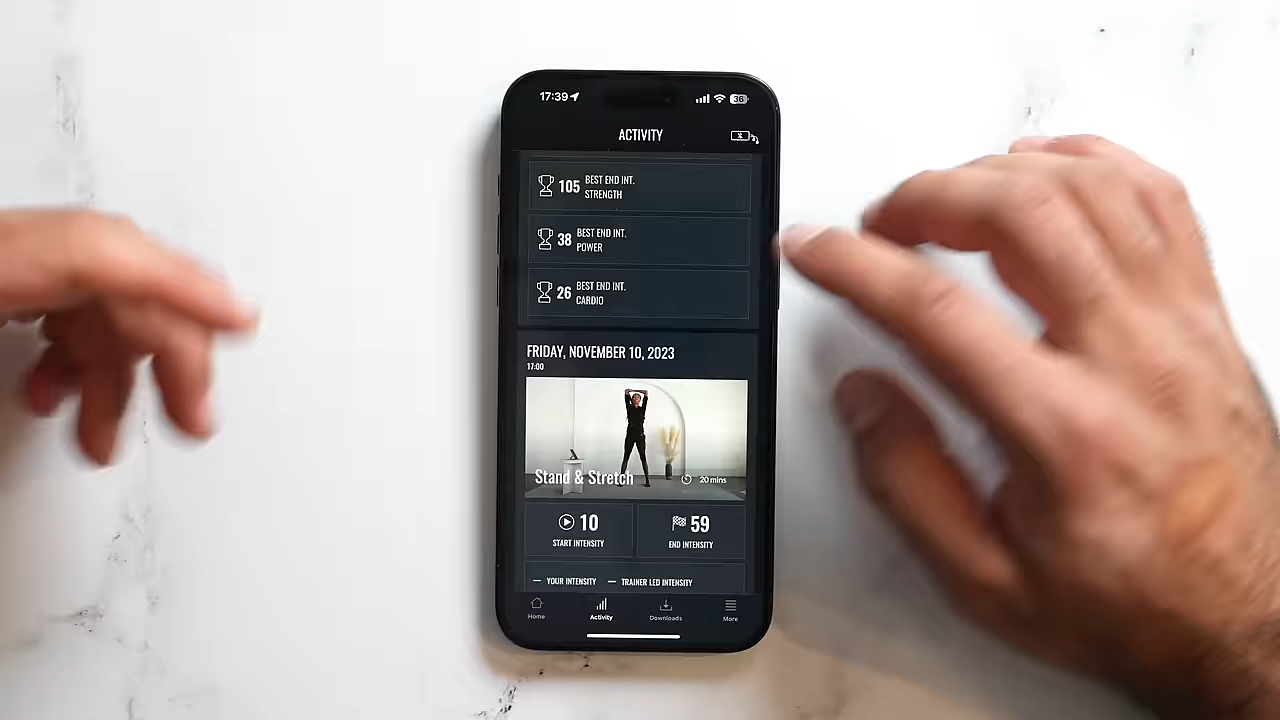 17:39
36
ACTIVITY
105 BEST END INT.
STRENGTH
38 BEST END INT.
POWER
26 BEST END INT.
CARDIO
FRIDAY, NOVEMBER 10, 2023
17:00
Stand & Stretch 20 mins
10 59
START INTENSITY END INTENSITY
YOUR INTENSITY TRAINER LED INTENSITY
Home Activity Downloads More